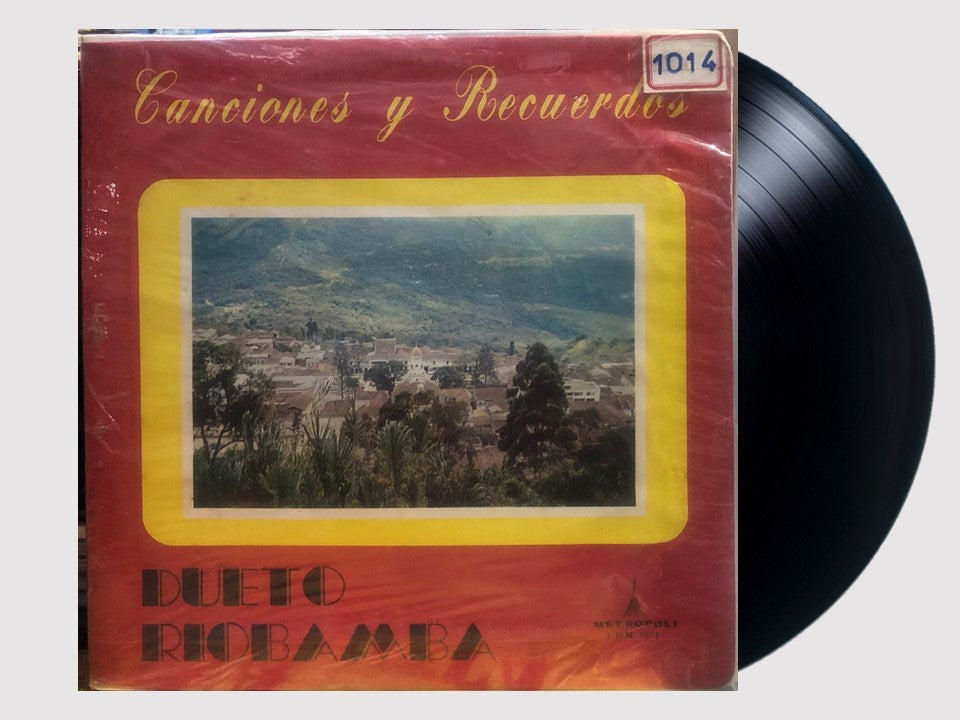 1014
Canciones y Recuerdos
DUETO
RIOBAMBA
METROPOLI